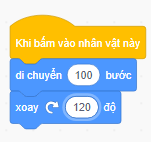 Khi bấm vào nhân vật này
di chuyển 100 bước
xoay 120 độ